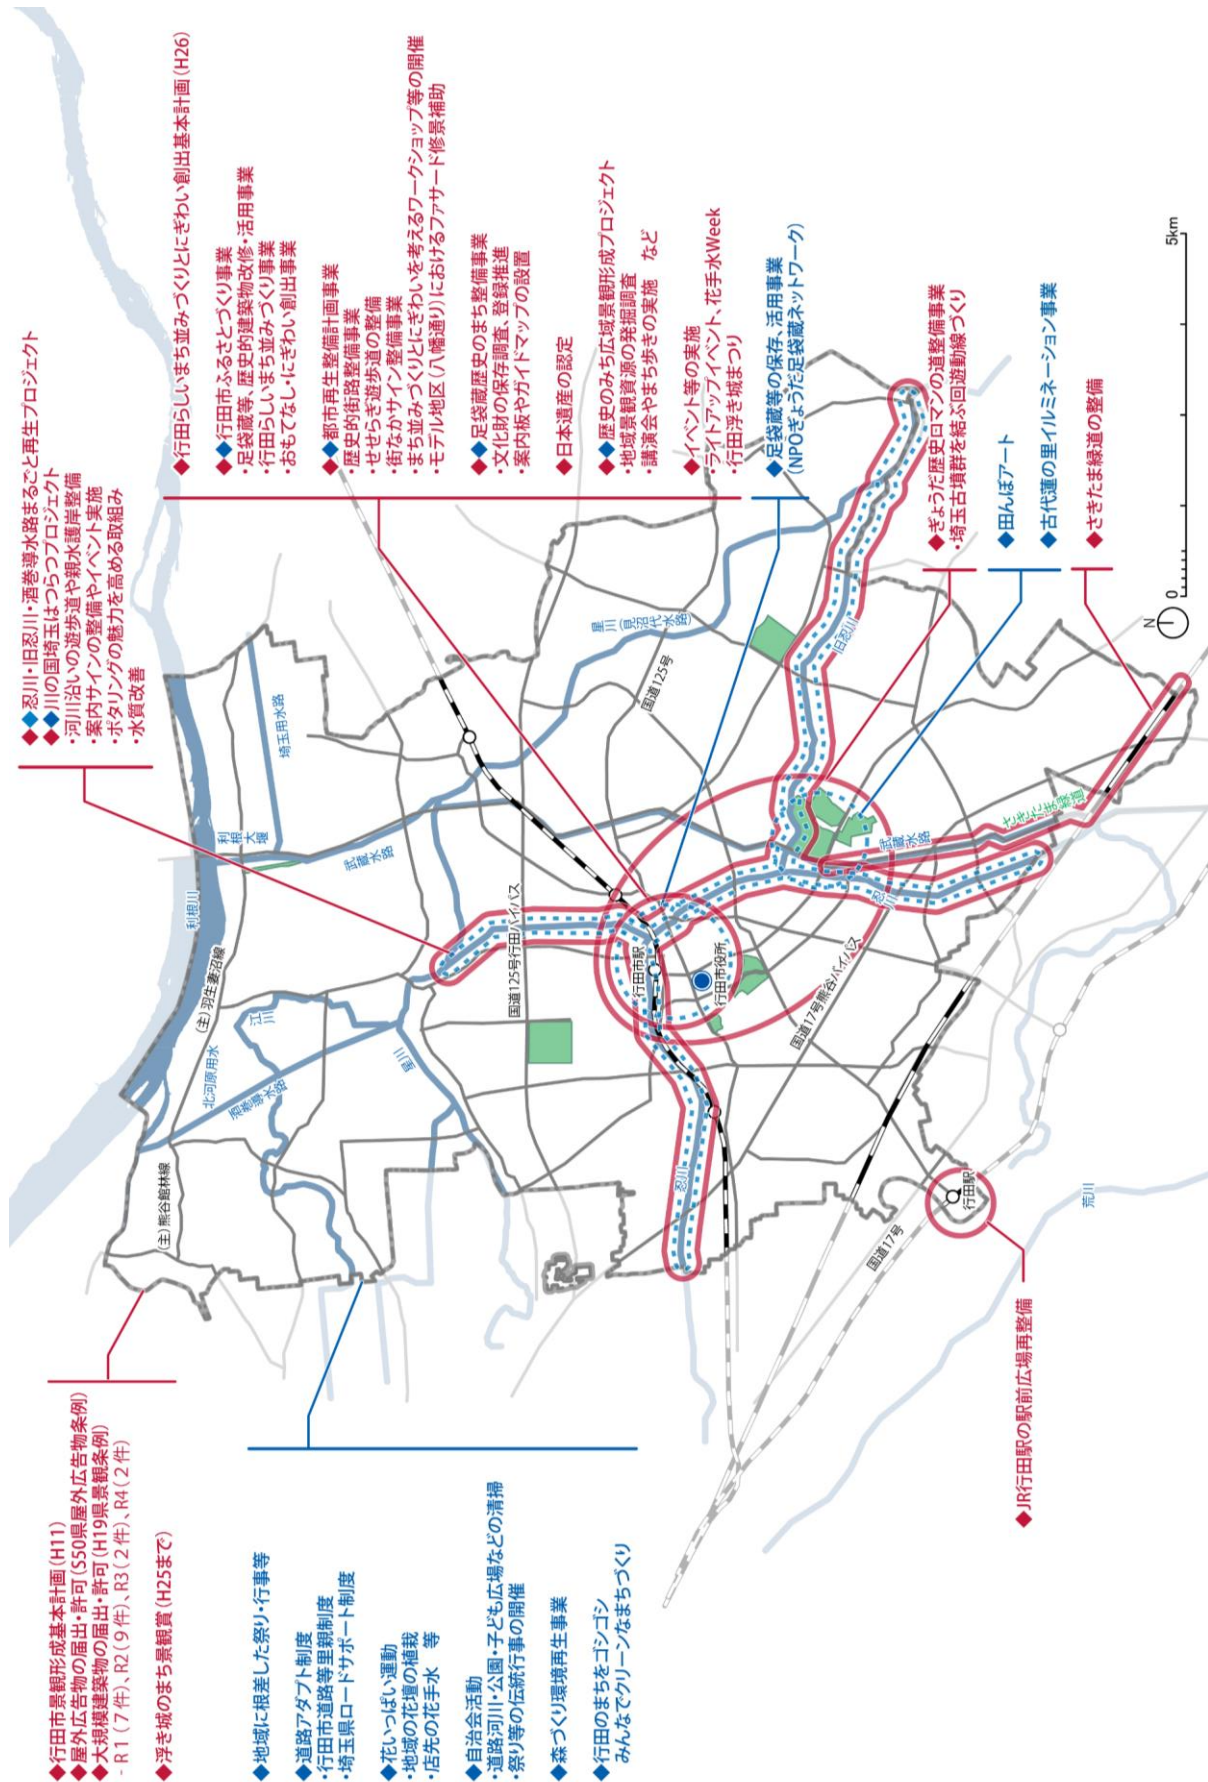 ◆行田市景観形成基本計画（H11）
◆屋外広告物の届出・許可（S50県屋外広告物条例）
◆大規模建築物の届出・許可（H19県景観条例）
- R1（7件）、R2（9件）、R3（2件）、R4（2件）
◆浮き城のまち景観賞（H25まで）
◆地域に根差した祭り・行事等
◆道路アダプト制度
・行田市道路等里親制度
・埼玉県ロードサポート制度
◆花いっぱい運動
・地域の花壇の植栽
・店先の花手水　等
◆自治会活動
・道路河川・公園・子ども広場などの清掃
・祭り等の伝統行事の開催
◆森づくり環境再生事業
◆行田のまちをゴシゴシ
みんなでクリーンなまちづくり
◆JR行田駅の駅前広場再整備
◆◆忍川・旧忍川・酒巻導水路まるごと再生プロジェクト
◆◆川の国埼玉はつらつプロジェクト
・河川沿いの遊歩道や親水護岸整備
・案内サインの整備やイベント実施
・ポタリングの魅力を高める取組み
・水質改善
◆行田らしいまち並みづくりとにぎわい創出基本計画（H26）
◆◆行田市ふるさとづくり事業
・足袋蔵等、歴史的建築物改修・活用事業
・行田らしいまち並みづくり事業
・おもてなし・にぎわい創出事業
◆◆都市再生整備計画事業
・歴史的街路整備事業
・せせらぎ遊歩道の整備
・街なかサイン整備事業
・まち並みづくりとにぎわいを考えるワークショップ等の開催
・モデル地区（八幡通り）におけるファサード修景補助
◆◆足袋蔵歴史のまち整備事業
・文化財の保存調査、登録推進
・案内板やガイドマップの設置
◆日本遺産の認定
◆◆歴史のみち広域景観形成プロジェクト
・地域景観資源の発掘調査
・講演会やまち歩きの実施　など
◆イベント等の実施
・ライトアップイベント、花手水Week
・行田浮き城まつり
◆足袋蔵等の保存、活用事業
（NPOぎょうだ足袋蔵ネットワーク）
◆ぎょうだ歴史ロマンの道整備事業
・埼玉古墳群を結ぶ回遊動線づくり
◆田んぼアート
◆古代蓮の里イルミネーション事業
◆さきたま緑道の整備
（主）熊谷館林線
（主）羽生妻沼線
利根川
利根大堰
埼玉用水路
武蔵水路
北河原用水
酒巻導水路
江川
星川
国道125号行田バイパス
星川（見沼代水路）
国道125号
行田市駅
行田市役所
忍川
旧忍川
忍川
武蔵水路
さきたま緑道
国道17号熊谷バイパス
国道17号
行田駅
荒川
N
0
5km